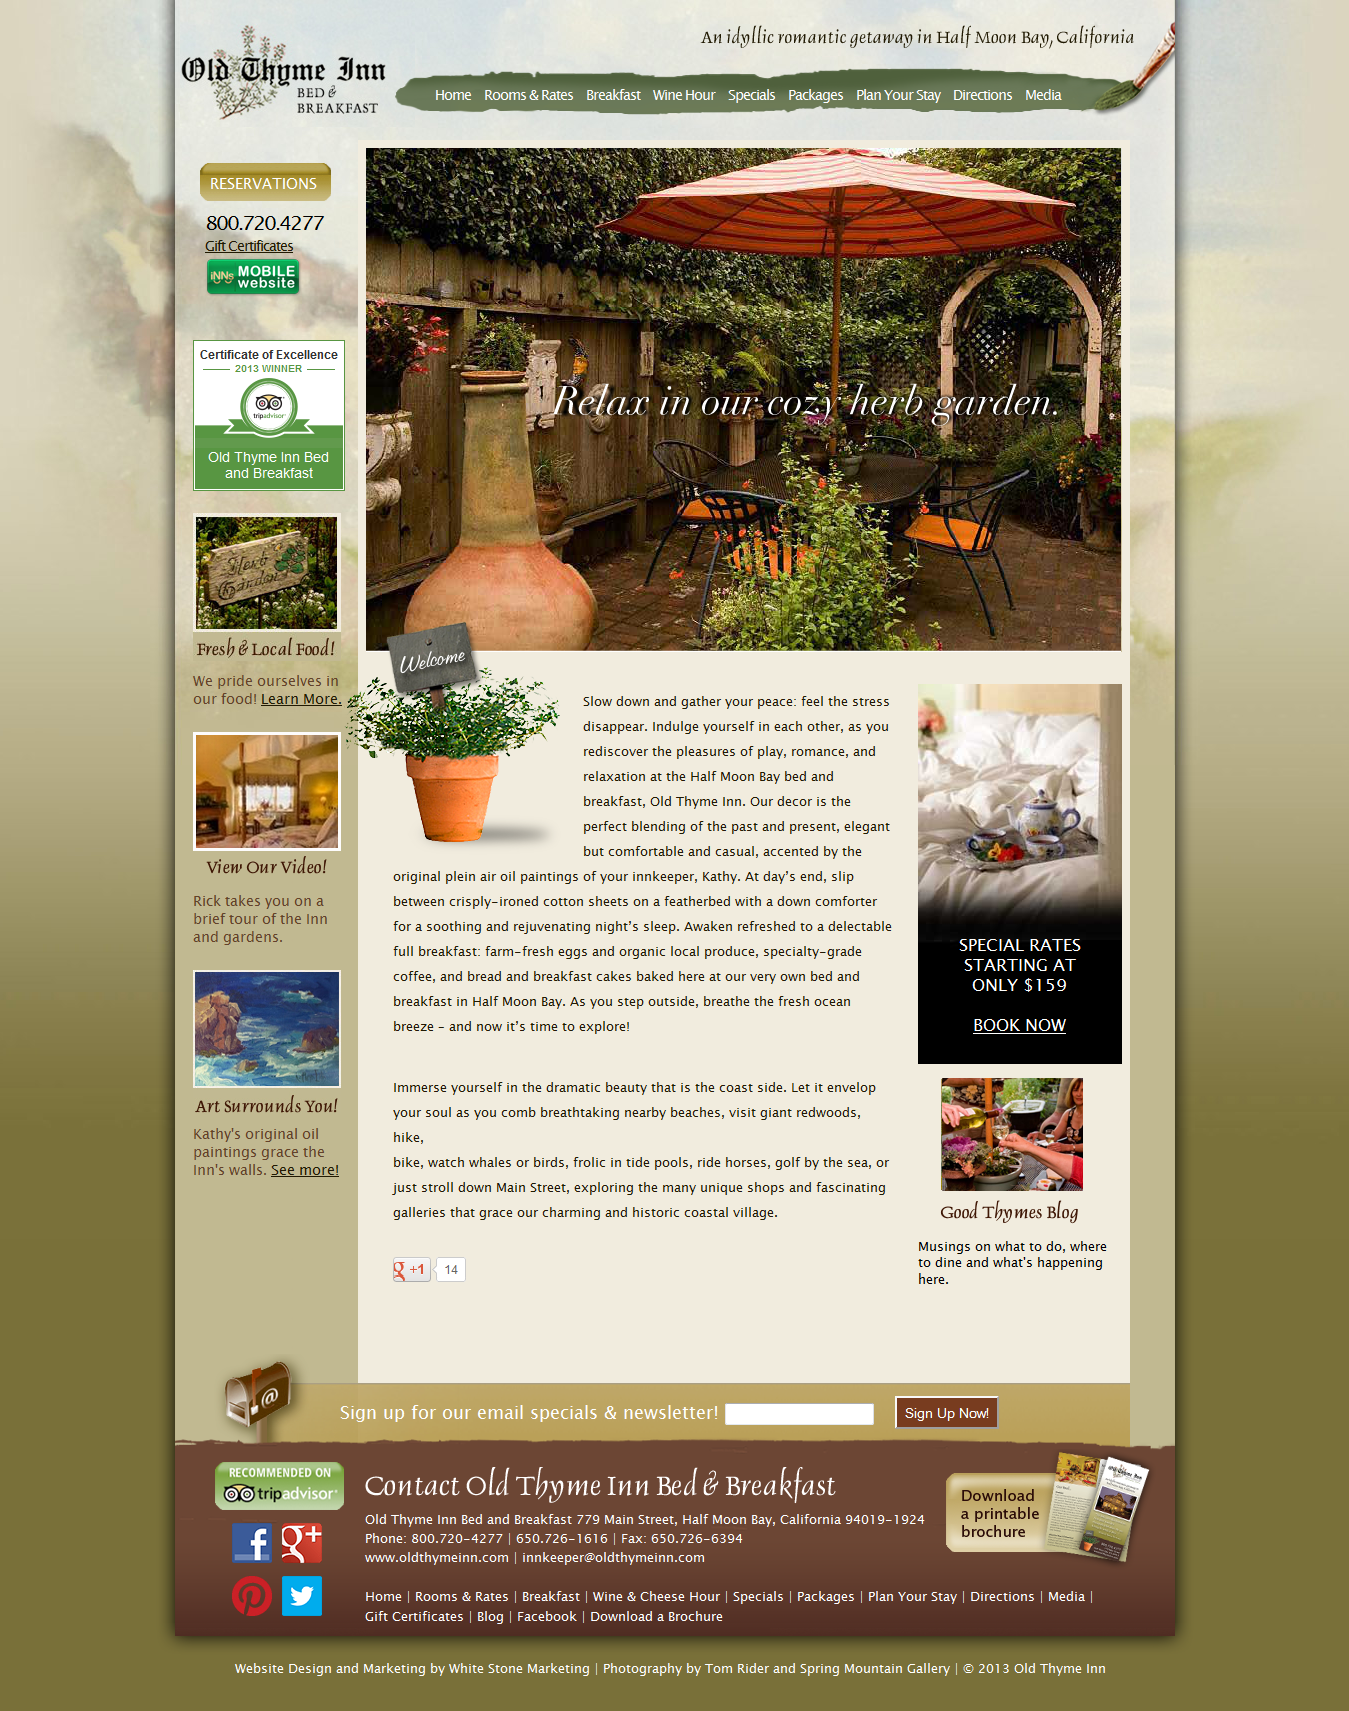 An idyllic romantic getaway in Half Moon Bay, California
Old Thyme Inn
BED &
BREAKFAST
Home Rooms & Rates Breakfast Wine Hour Specials Packages Plan Your Stay Directions Media
RESERVATIONS
800.720.4277
Gift Certificates
iNNs MOBILE
website
Certificate of Excellence
2013 WINNER
tripadvisor
Old Thyme Inn Bed
and Breakfast
Relax in our cozy herb garden.
Herb
Garden
Fresh & Local Food!
We pride ourselves in
our food! Learn More.
View Our Video!
Rick takes you on a
brief tour of the Inn
and gardens.
Art Surrounds You!
Kathy's original oil
paintings grace the
Inn's walls. See more!
Welcome
Slow down and gather your peace: feel the stress
disappear. Indulge yourself in each other, as you
rediscover the pleasures of play, romance, and
relaxation at the Half Moon Bay bed and
breakfast, Old Thyme Inn. Our decor is the
perfect blending of the past and present, elegant
but comfortable and casual, accented by the
original plein air oil paintings of your innkeeper, Kathy. At day's end, slip
between crisply-ironed cotton sheets on a featherbed with a down comforter
for a soothing and rejuvenating night's sleep. Awaken refreshed to a delectable
full breakfast: farm-fresh eggs and organic local produce, specialty-grade
coffee, and bread and breakfast cakes baked here at our very own bed and
breakfast in Half Moon Bay. As you step outside, breathe the fresh ocean
breeze – and now it's time to explore!
Immerse yourself in the dramatic beauty that is the coast side. Let it envelop
your soul as you comb breathtaking nearby beaches, visit giant redwoods,
hike,
bike, watch whales or birds, frolic in tide pools, ride horses, golf by the sea, or
just stroll down Main Street, exploring the many unique shops and fascinating
galleries that grace our charming and historic coastal village.
g +1 14
SPECIAL RATES
STARTING AT
ONLY $159
BOOK NOW
Good Thymes Blog
Musings on what to do, where
to dine and what's happening
here.
@
Sign up for our email specials & newsletter! Sign Up Now!
RECOMMENDED ON
tripadvisor
Contact Old Thyme Inn Bed & Breakfast
Old Thyme Inn Bed and Breakfast 779 Main Street, Half Moon Bay, California 94019-1924
Phone: 800.720-4277 | 650.726-1616 | Fax: 650.726-6394
www.oldthymeinn.com | innkeeper@oldthymeinn.com
Home | Rooms & Rates | Breakfast | Wine & Cheese Hour | Specials | Packages | Plan Your Stay | Directions | Media |
Gift Certificates | Blog | Facebook | Download a Brochure
f g+
Download
a printable
brochure
Old Thyme Inn
Website Design and Marketing by White Stone Marketing | Photography by Tom Rider and Spring Mountain Gallery | © 2013 Old Thyme Inn